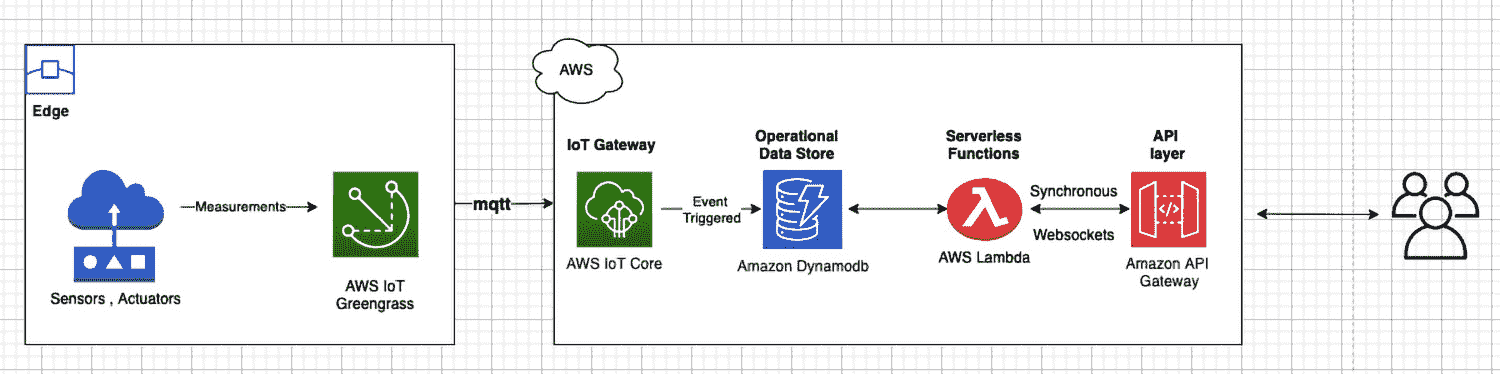 Edge
Measurements
Sensors , Actuators
AWS IoT
Greengrass
mqtt
AWS
IoT Gateway
AWS IoT Core
Event
Triggered
Operational
Data Store
Amazon Dynamodb
Serverless
Functions
AWS Lambda
Synchronous
Websockets
API
layer
</>
Amazon API
Gateway